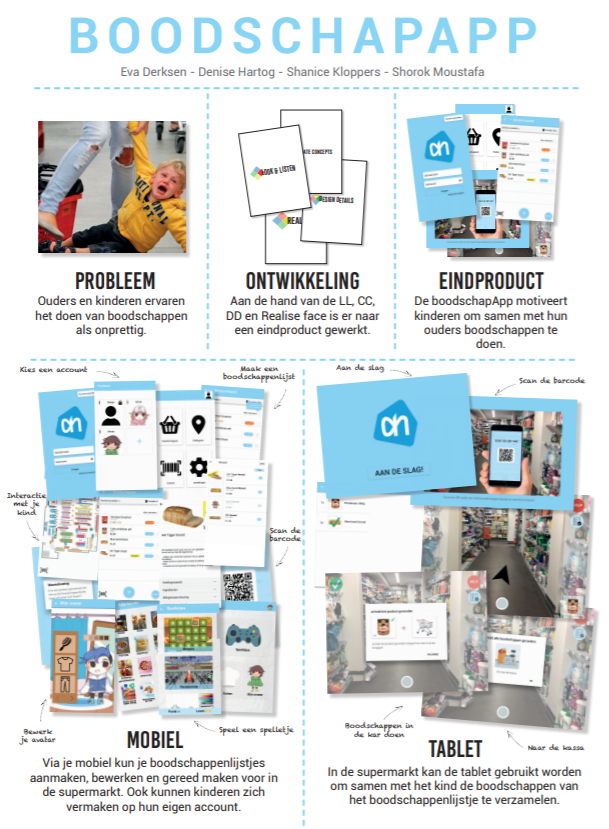 BOODSCHAPAPP
Eva Derksen - Denise Hartog - Shanice Kloppers - Shorok Moustafa
LOOK & LISTEN
CONCEPTS
DESIGN DETAILS
REAL
PROBLEEM
Ouders en kinderen ervaren
het doen van boodschappen
als onprettig.
ONTWIKKELING
Aan de hand van de LL, CC,
DD en Realise face is er naar
een eindproduct gewerkt.
EINDPRODUCT
De boodschapApp motiveert
kinderen om samen met hun
ouders boodschappen te
doen.
Kies een account
Maak een
boodschappenlijst
Interactie
met je
kind
Scan de
barcode
Bewerk
je avatar
Speel een spelletje
MOBIEL
Via je mobiel kun je boodschappenlijstjes
aanmaken, bewerken en gereed maken voor in
de supermarkt. Ook kunnen kinderen zich
vermaken op hun eigen account.
Aan de slag
Scan de barcode
AAN DE SLAG!
Boodschappen in
de kar doen
Naar de kassa
TABLET
In de supermarkt kan de tablet gebruikt worden
om samen met het kind de boodschappen van
het boodschappenlijstje te verzamelen.